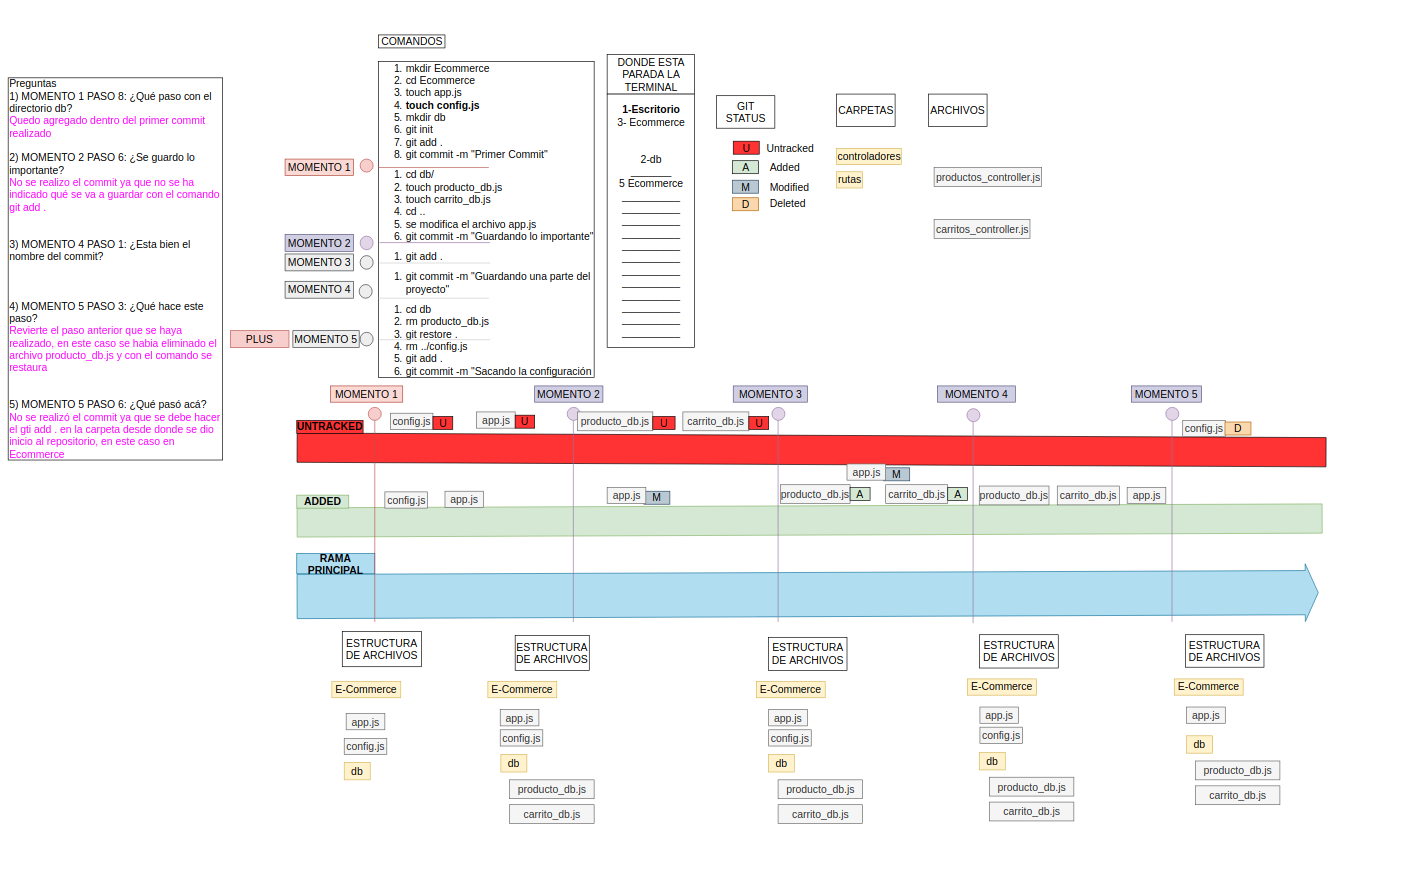 COMANDOS
Preguntas
1) MOMENTO 1 PASO 8: ¿Qué paso con el
directorio db?
Quedo agregado dentro del primer commit
realizado
2) MOMENTO 2 PASO 6: ¿Se guardo lo
importante?
No se realizo el commit ya que no se ha
indicado qué se va a guardar con el comando
git add .
3) MOMENTO 4 PASO 1: ¿Esta bien el
nombre del commit?
4) MOMENTO 5 PASO 3: ¿Qué hace este
paso?
Revierte el paso anterior que se haya
realizado, en este caso se habia eliminado el
archivo producto_db.js y con el comando se
restaura
5) MOMENTO 5 PASO 6: ¿Qué pasó acá?
No se realizó el commit ya que se debe hacer
el gti add . en la carpeta desde donde se dio
inicio al repositorio, en este caso en
Ecommerce
MOMENTO 1
MOMENTO 2
MOMENTO 3
MOMENTO 4
PLUS
MOMENTO 5
1. mkdir Ecommerce
2. cd Ecommerce
3. touch app.js
4. touch config.js
5. mkdir db
6. git init
7. git add .
8. git commit -m "Primer Commit"
1. cd db/
2. touch producto_db.js
3. touch carrito_db.js
4. cd ..
5. se modifica el archivo app.js
6. git commit -m "Guardando lo importante"
1. git add .
1. git commit -m "Guardando una parte del
proyecto"
1. cd db
2. rm producto_db.js
3. git restore .
4. rm ../config.js
5. git add .
6. git commit -m "Sacando la configuración
DONDE ESTA
PARADA LA
TERMINAL
1-Escritorio
3- Ecommerce
2-db
5 Ecommerce
GIT
STATUS
U Untracked
A Added
M Modified
D Deleted
CARPETAS
controladores
rutas
ARCHIVOS
productos_controller.js
carritos_controller.js
MOMENTO 1
MOMENTO 2
MOMENTO 3
MOMENTO 4
MOMENTO 5
UNTRACKED
config.js U
app.js U
producto_db.js U
carrito_db.js U
config.js D
app.js M
ADDED
config.js
app.js
app.js M
producto_db.js A
carrito_db.js A
producto_db.js
carrito_db.js
app.js
RAMA
PRINCIPAL
ESTRUCTURA
DE ARCHIVOS
E-Commerce
app.js
config.js
db
ESTRUCTURA
DE ARCHIVOS
E-Commerce
app.js
config.js
db
producto_db.js
carrito_db.js
ESTRUCTURA
DE ARCHIVOS
E-Commerce
app.js
config.js
db
producto_db.js
carrito_db.js
ESTRUCTURA
DE ARCHIVOS
E-Commerce
app.js
config.js
db
producto_db.js
carrito_db.js
ESTRUCTURA
DE ARCHIVOS
E-Commerce
app.js
db
producto_db.js
carrito_db.js